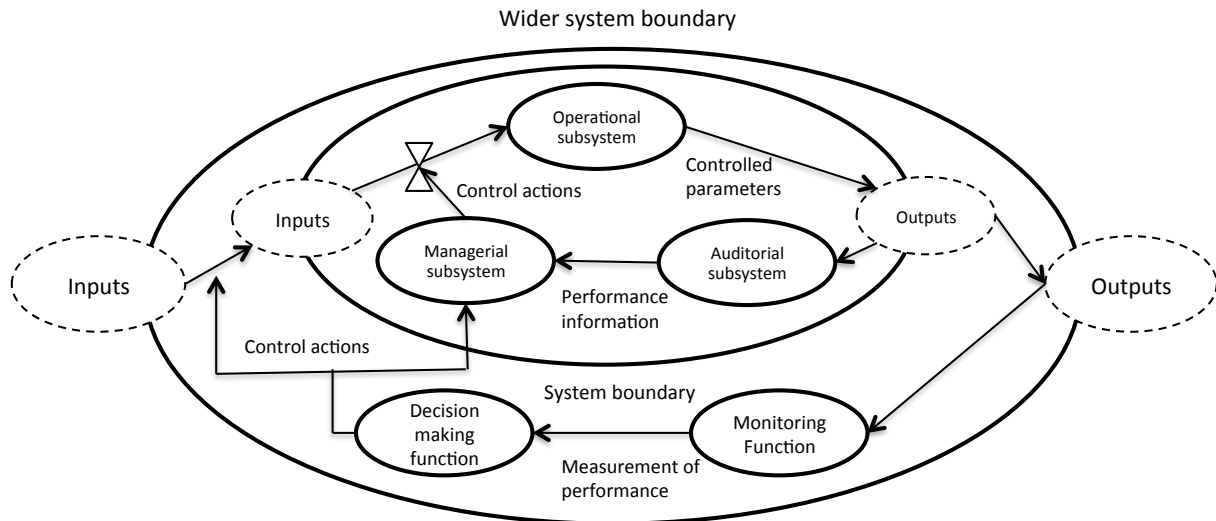 Wider system boundary
Operational
subsystem
Controlled
parameters
Control actions
Inputs
Outputs
Managerial
subsystem
Auditorial
subsystem
Inputs
Outputs
Performance
information
Control actions
System boundary
Decision
making
function
Monitoring
Function
Measurement of
performance